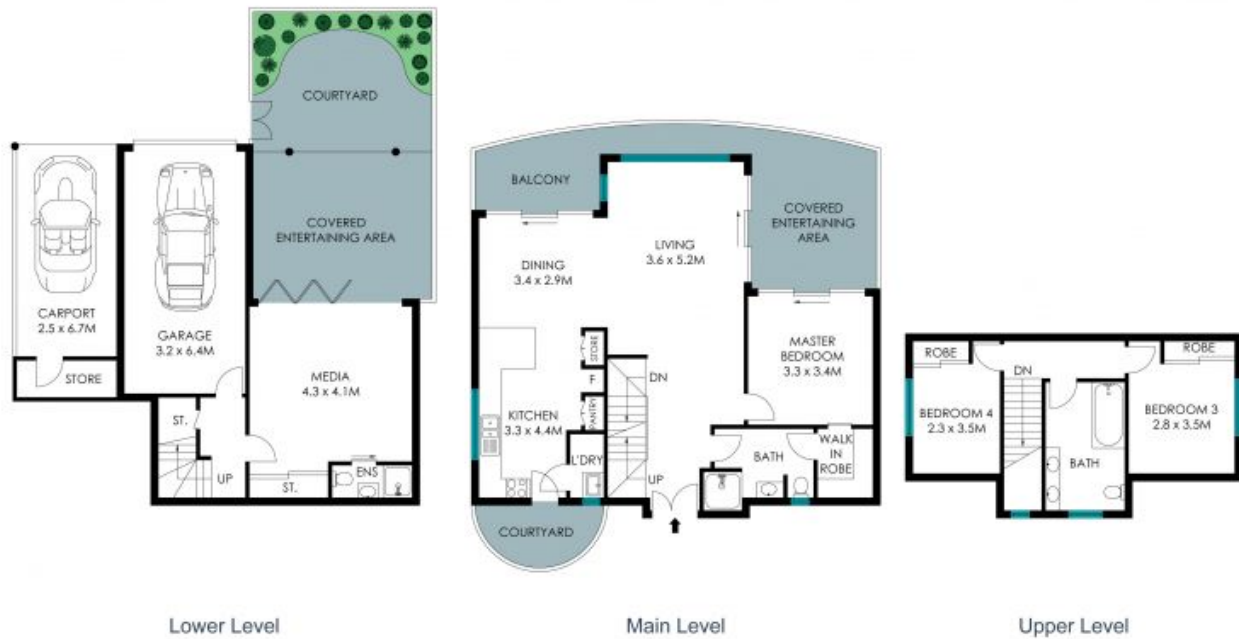 COURTYARD
COVERED
ENTERTAINING AREA
CARPORT
2.5 x 6.7M
STORE
GARAGE
3.2 x 6.4M
MEDIA
4.3 x 4.1M
ST.
UP
ST.
ENS
Lower Level
BALCONY
COVERED
ENTERTAINING
AREA
LIVING
3.6 x 5.2M
DINING
3.4 x 2.9M
STORE
F
PANTRY
KITCHEN
3.3 x 4.4M
L'DRY
DN
UP
MASTER
BEDROOM
3.3 x 3.4M
BATH
WALK
IN
ROBE
COURTYARD
Main Level
ROBE
DN
ROBE
BEDROOM 4
2.3 x 3.5M
BATH
BEDROOM 3
2.8 x 3.5M
Upper Level